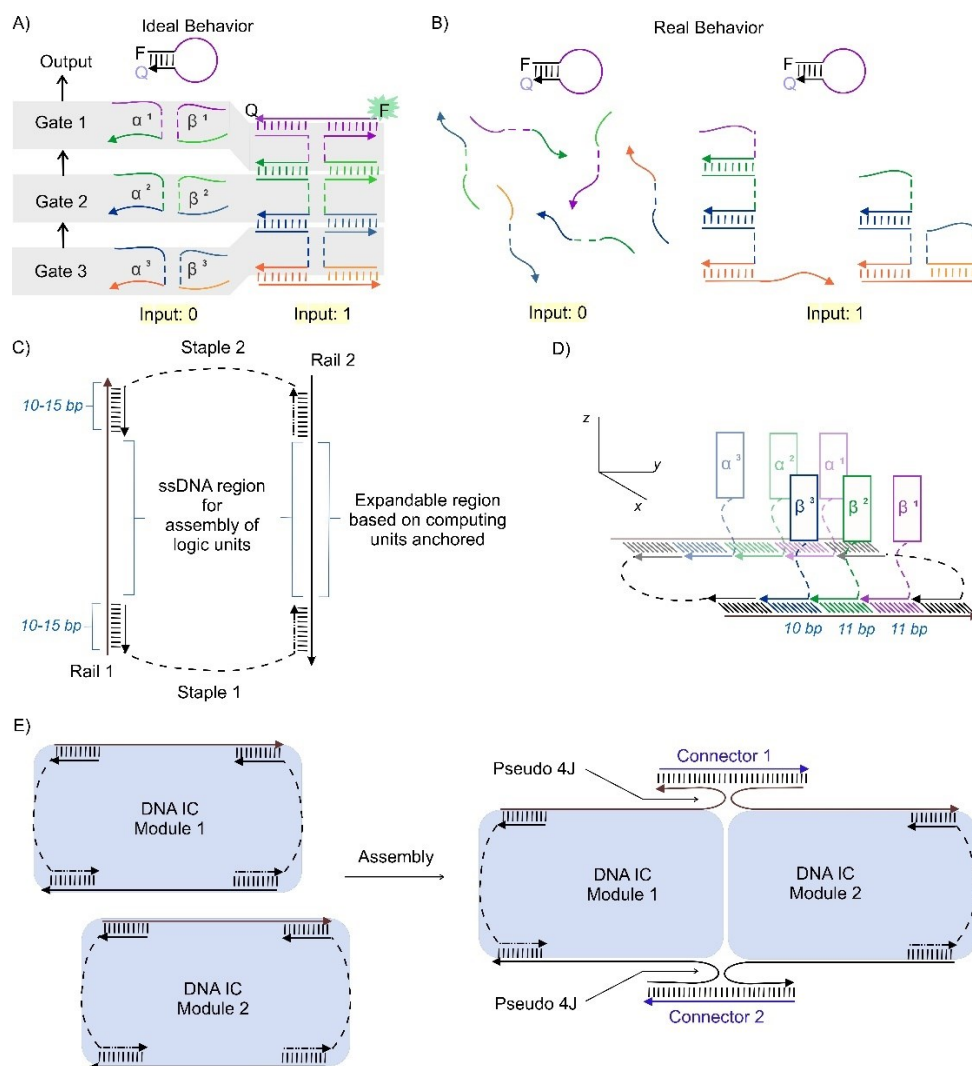 A)
Ideal Behavior
Output
F
Q
Gate 1
α¹
β¹
Q
F
Gate 2
α²
β²
Gate 3
α³
β³
Input: 0
Input: 1
B)
Real Behavior
F
Q
F
Q
Input: 0
Input: 1
C)
Staple 2
Rail 2
10-15 bp
ssDNA region
for
assembly of
logic units
Expandable region
based on computing
units anchored
10-15 bp
Rail 1
Staple 1
D)
z
y
x
α³
α²
α¹
β³
β²
β¹
10 bp
11 bp
11 bp
E)
DNA IC
Module 1
DNA IC
Module 2
Assembly
Pseudo 4J
Connector 1
DNA IC
Module 1
DNA IC
Module 2
Pseudo 4J
Connector 2